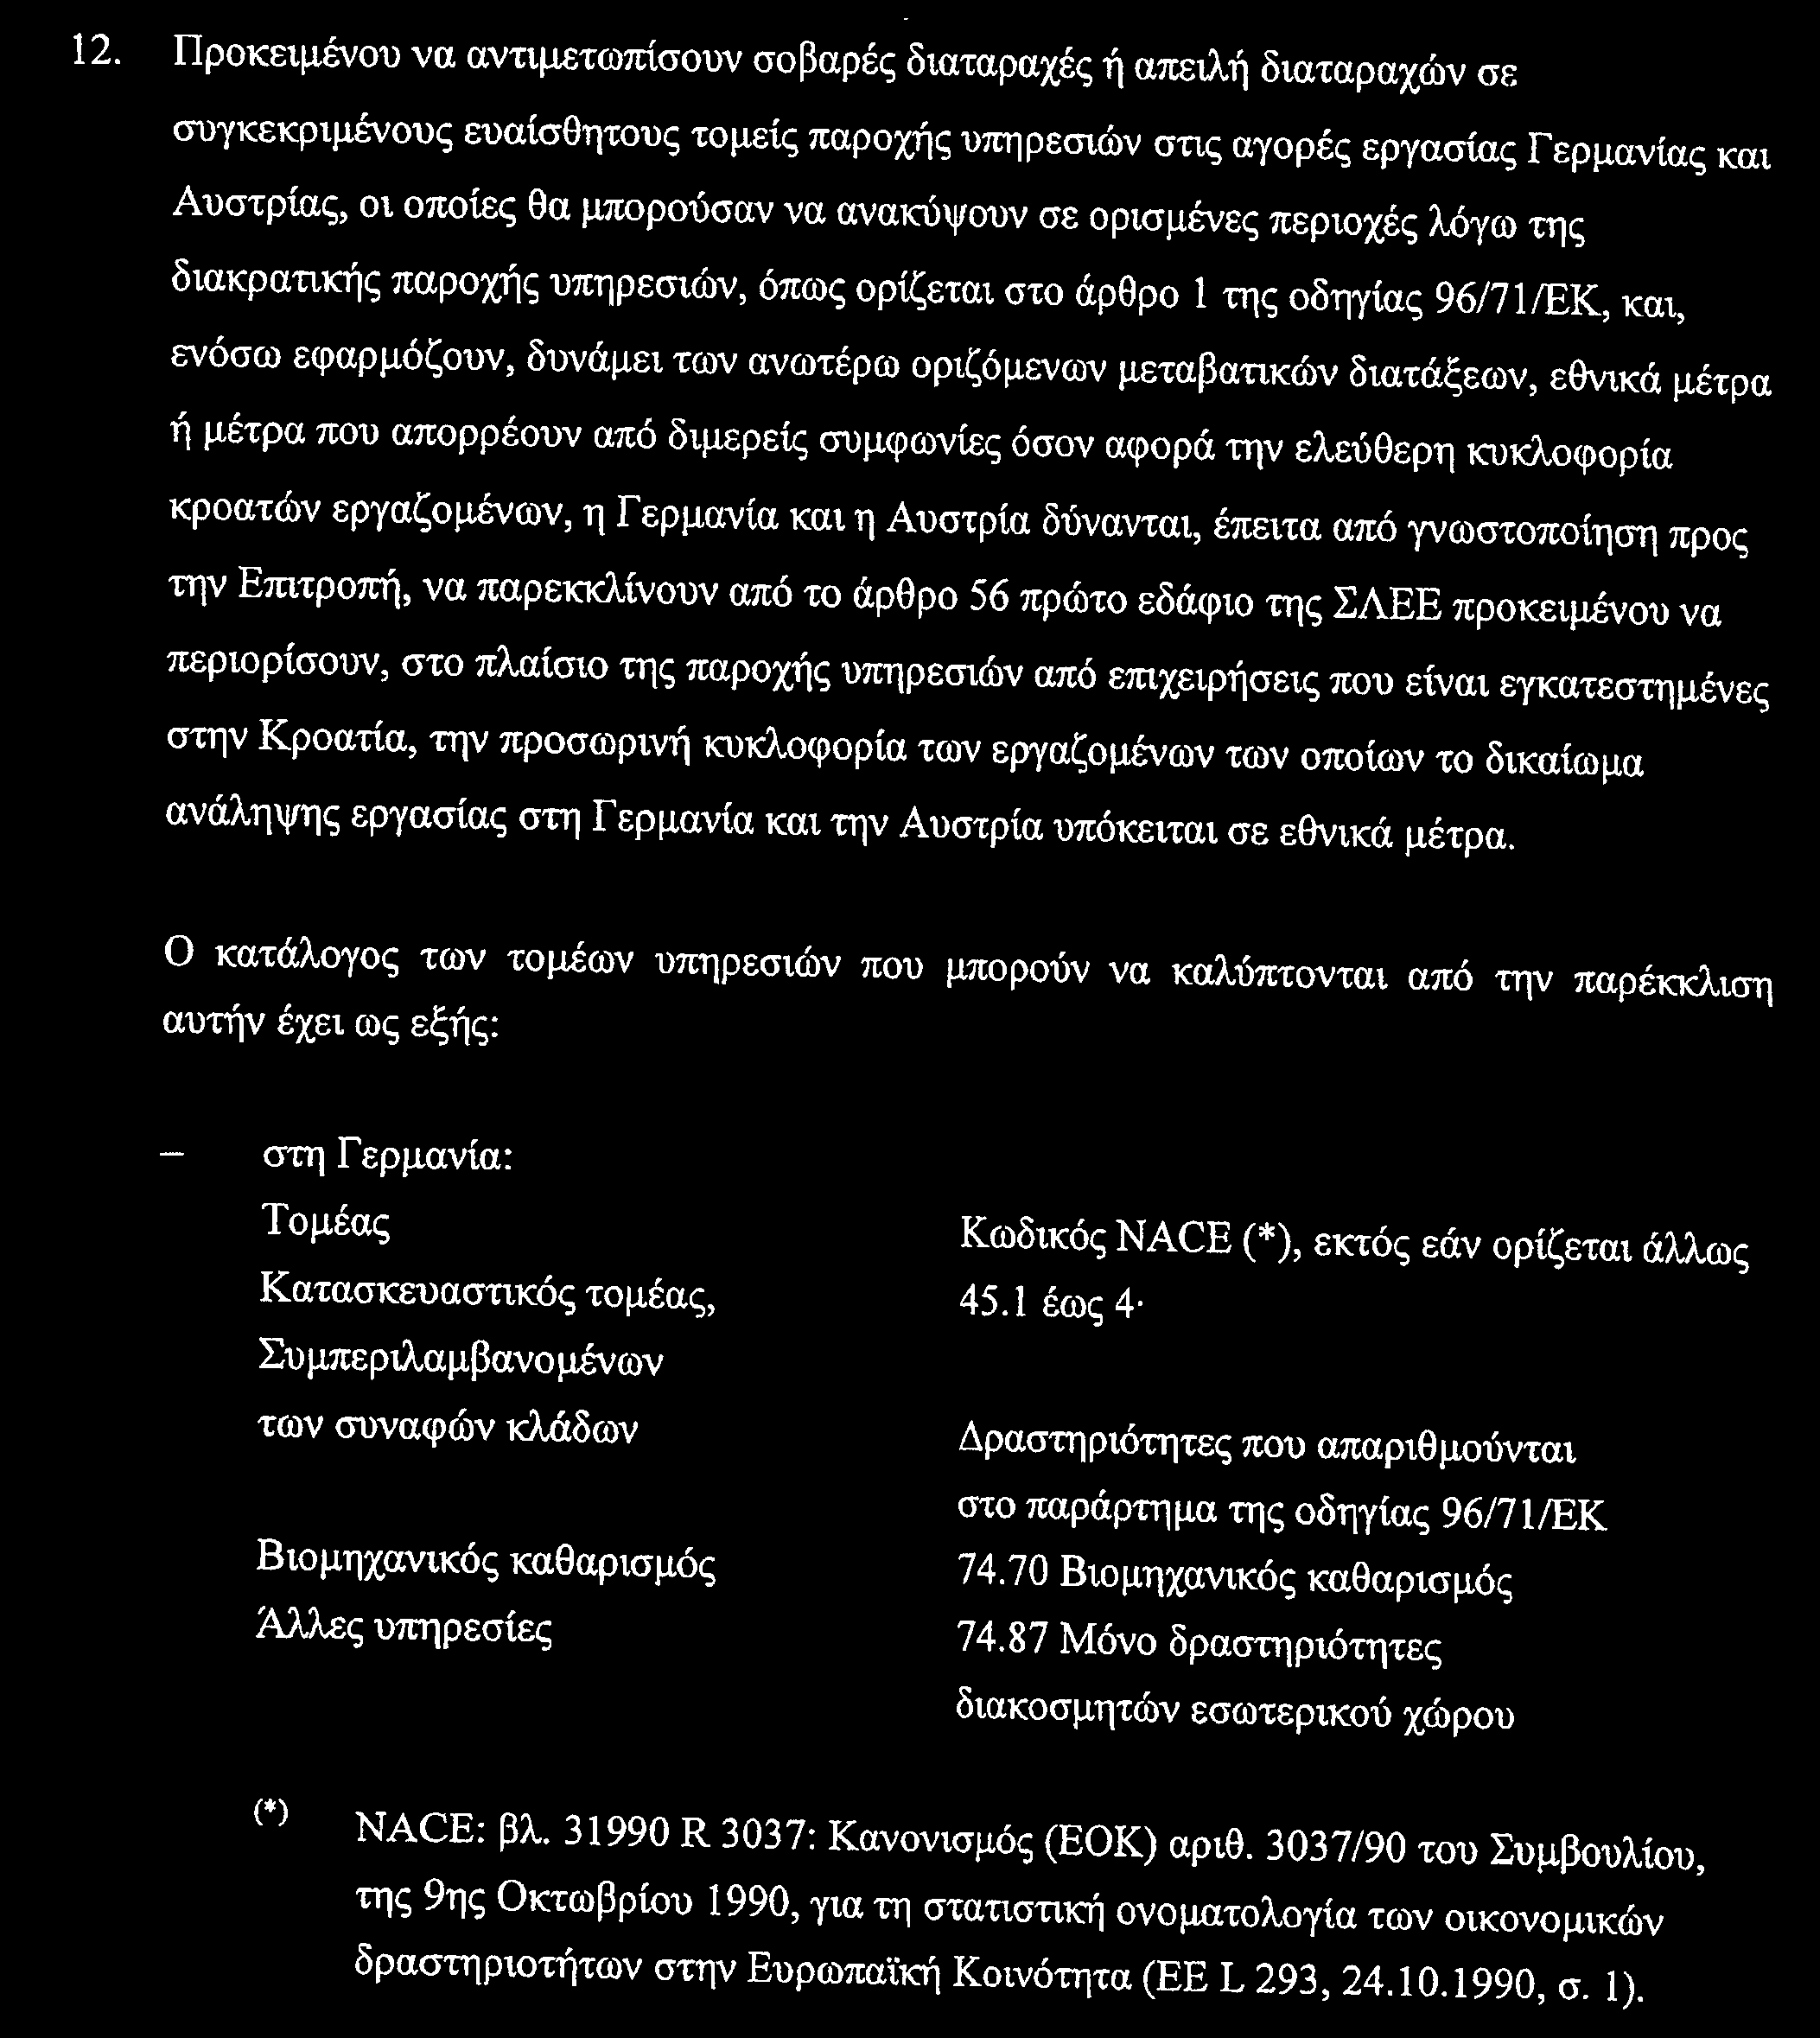 12. Προκειμένου να αντιμετωπίσουν σοβαρές διαταραχές ή απειλή διαταραχών σε
συγκεκριμένους ευαίσθητους τομείς παροχής υπηρεσιών στις αγορές εργασίας Γερμανίας και
Αυστρίας, οι οποίες θα μπορούσαν να ανακύψουν σε ορισμένες περιοχές λόγω της
διακρατικής παροχής υπηρεσιών, όπως ορίζεται στο άρθρο 1 της οδηγίας 96/71/ΕΚ, και,
ενόσω εφαρμόζουν, δυνάμει των ανωτέρω οριζόμενων μεταβατικών διατάξεων, εθνικά μέτρα
ή μέτρα που απορρέουν από διμερείς συμφωνίες όσον αφορά την ελεύθερη κυκλοφορία
κροατών εργαζομένων, η Γερμανία και η Αυστρία δύνανται, έπειτα από γνωστοποίηση προς
την Επιτροπή, να παρεκκλίνουν από το άρθρο 56 πρώτο εδάφιο της ΣΛΕΕ προκειμένου να
περιορίσουν, στο πλαίσιο της παροχής υπηρεσιών από επιχειρήσεις που είναι εγκατεστημένες
στην Κροατία, την προσωρινή κυκλοφορία των εργαζομένων των οποίων το δικαίωμα
ανάληψης εργασίας στη Γερμανία και την Αυστρία υπόκειται σε εθνικά μέτρα.
Ο κατάλογος των τομέων υπηρεσιών που μπορούν να καλύπτονται από την παρέκκλιση
αυτήν έχει ως εξής:
– στη Γερμανία:
Τομέας Κωδικός NACE (*), εκτός εάν ορίζεται άλλως
Κατασκευαστικός τομέας, 45.1 έως 4·
Συμπεριλαμβανομένων
των συναφών κλάδων Δραστηριότητες που απαριθμούνται
στο παράρτημα της οδηγίας 96/71/ΕΚ
Βιομηχανικός καθαρισμός 74.70 Βιομηχανικός καθαρισμός
Άλλες υπηρεσίες 74.87 Μόνο δραστηριότητες
διακοσμητών εσωτερικού χώρου
(*) NACE: βλ. 31990 R 3037: Κανονισμός (ΕΟΚ) αριθ. 3037/90 του Συμβουλίου,
της 9ης Οκτωβρίου 1990, για τη στατιστική ονοματολογία των οικονομικών
δραστηριοτήτων στην Ευρωπαϊκή Κοινότητα (ΕΕ L 293, 24.10.1990, σ. 1).